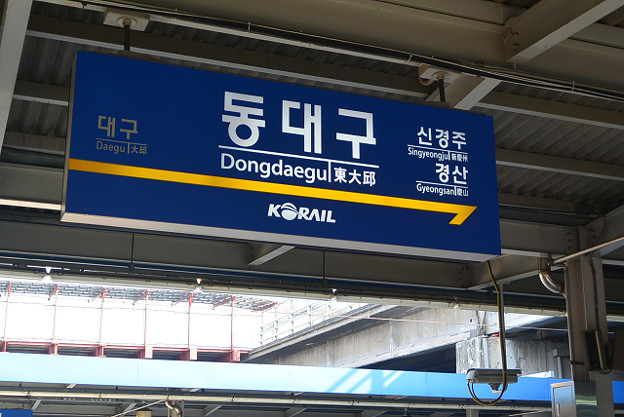 대구
Daegu 大邱
동대구
Dongdaegu 東大邱
신경주
Singyeongju 新慶州
경산
Gyeongsan 慶山
KORAIL